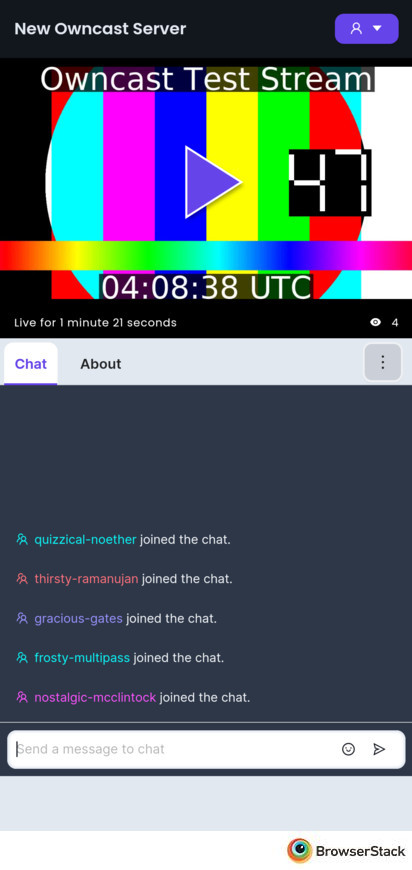 New Owncast Server
Owncast Test Stream
47
04:08:38 UTC
Live for 1 minute 21 seconds
4
Chat
About
quizzical-noether joined the chat.
thirsty-ramanujan joined the chat.
gracious-gates joined the chat.
frosty-multipass joined the chat.
nostalgic-mcclintock joined the chat.
Send a message to chat
BrowserStack